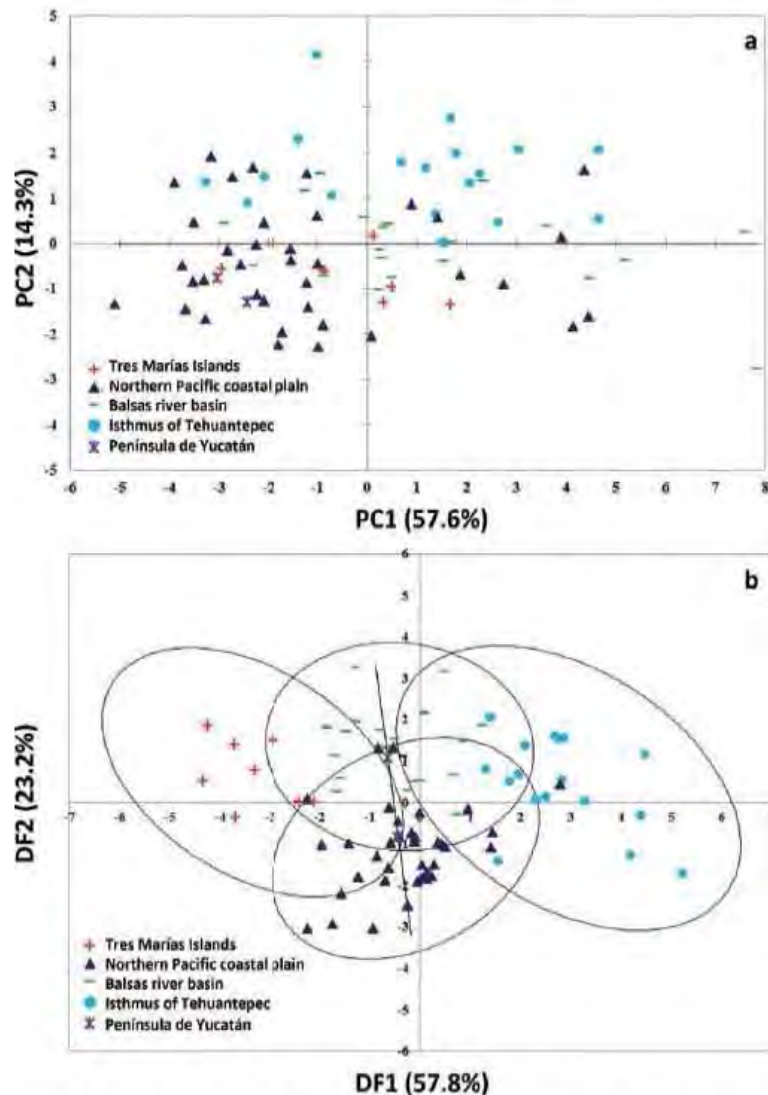 a
5
4
3
2
1
0
-1
-2
-3
-4
-5
PC2 (14.3%)
Tres Marías Islands
Northern Pacific coastal plain
Balsas river basin
Isthmus of Tehuantepec
Península de Yucatán
-6 -5 -4 -3 -2 -1 0 1 2 3 4 5 6 7 8
PC1 (57.6%)
b
6
5
4
3
2
1
0
-3
-4
-5
-6
-7 -6 -5 -4 -3 -2 -1 0 1 2 3 4 5 6
DF2 (23.2%)
Tres Marías Islands
Northern Pacific coastal plain
Balsas river basin
Isthmus of Tehuantepec
Península de Yucatán
DF1 (57.8%)